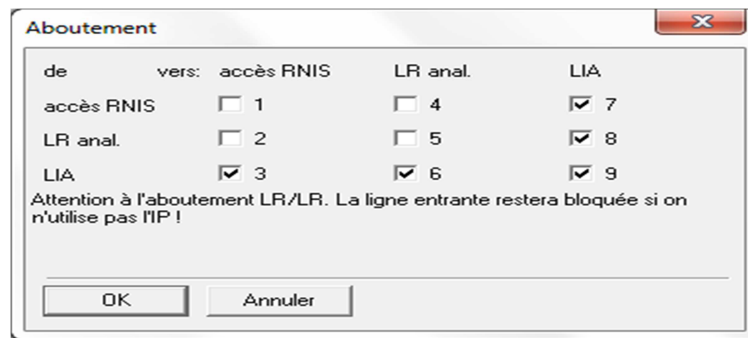 Aboutement
de vers: accès RNIS LR anal. LIA
accès RNIS 1 4 7
LR anal. 2 5 8
LIA 3 6 9
Attention à l'aboutement LR/LR. La ligne entrante restera bloquée si on
n'utilise pas l'IP !
OK Annuler